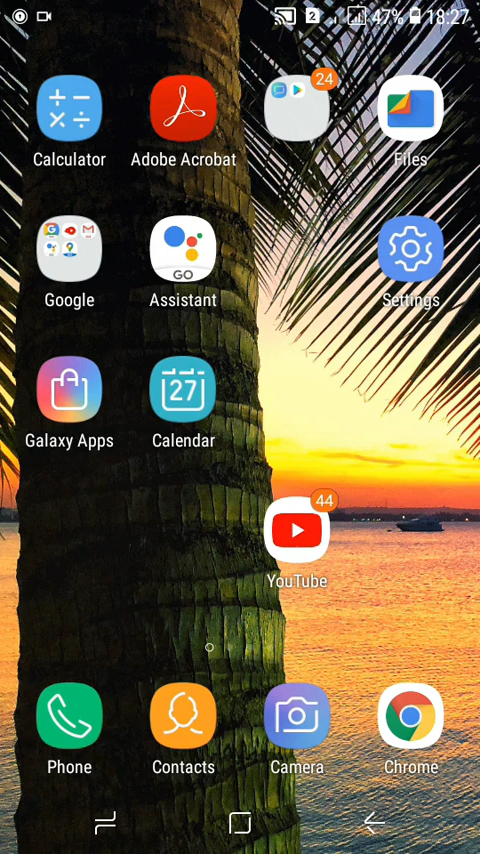 2 47% 18:27
24
Calculator Adobe Acrobat Files
GO
Google Assistant Settings
27
Galaxy Apps Calendar
44
YouTube
Phone Contacts Camera Chrome